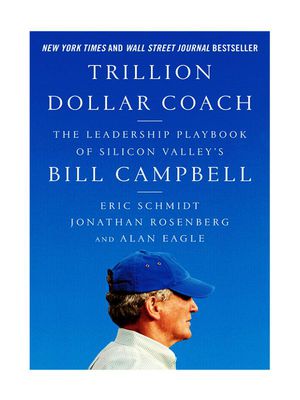 NEW YORK TIMES AND WALL STREET JOURNAL BESTSELLER
TRILLION
DOLLAR COACH
THE LEADERSHIP PLAYBOOK
OF SILICON VALLEY'S
BILL CAMPBELL
ERIC SCHMIDT
JONATHAN ROSENBERG
AND ALAN EAGLE